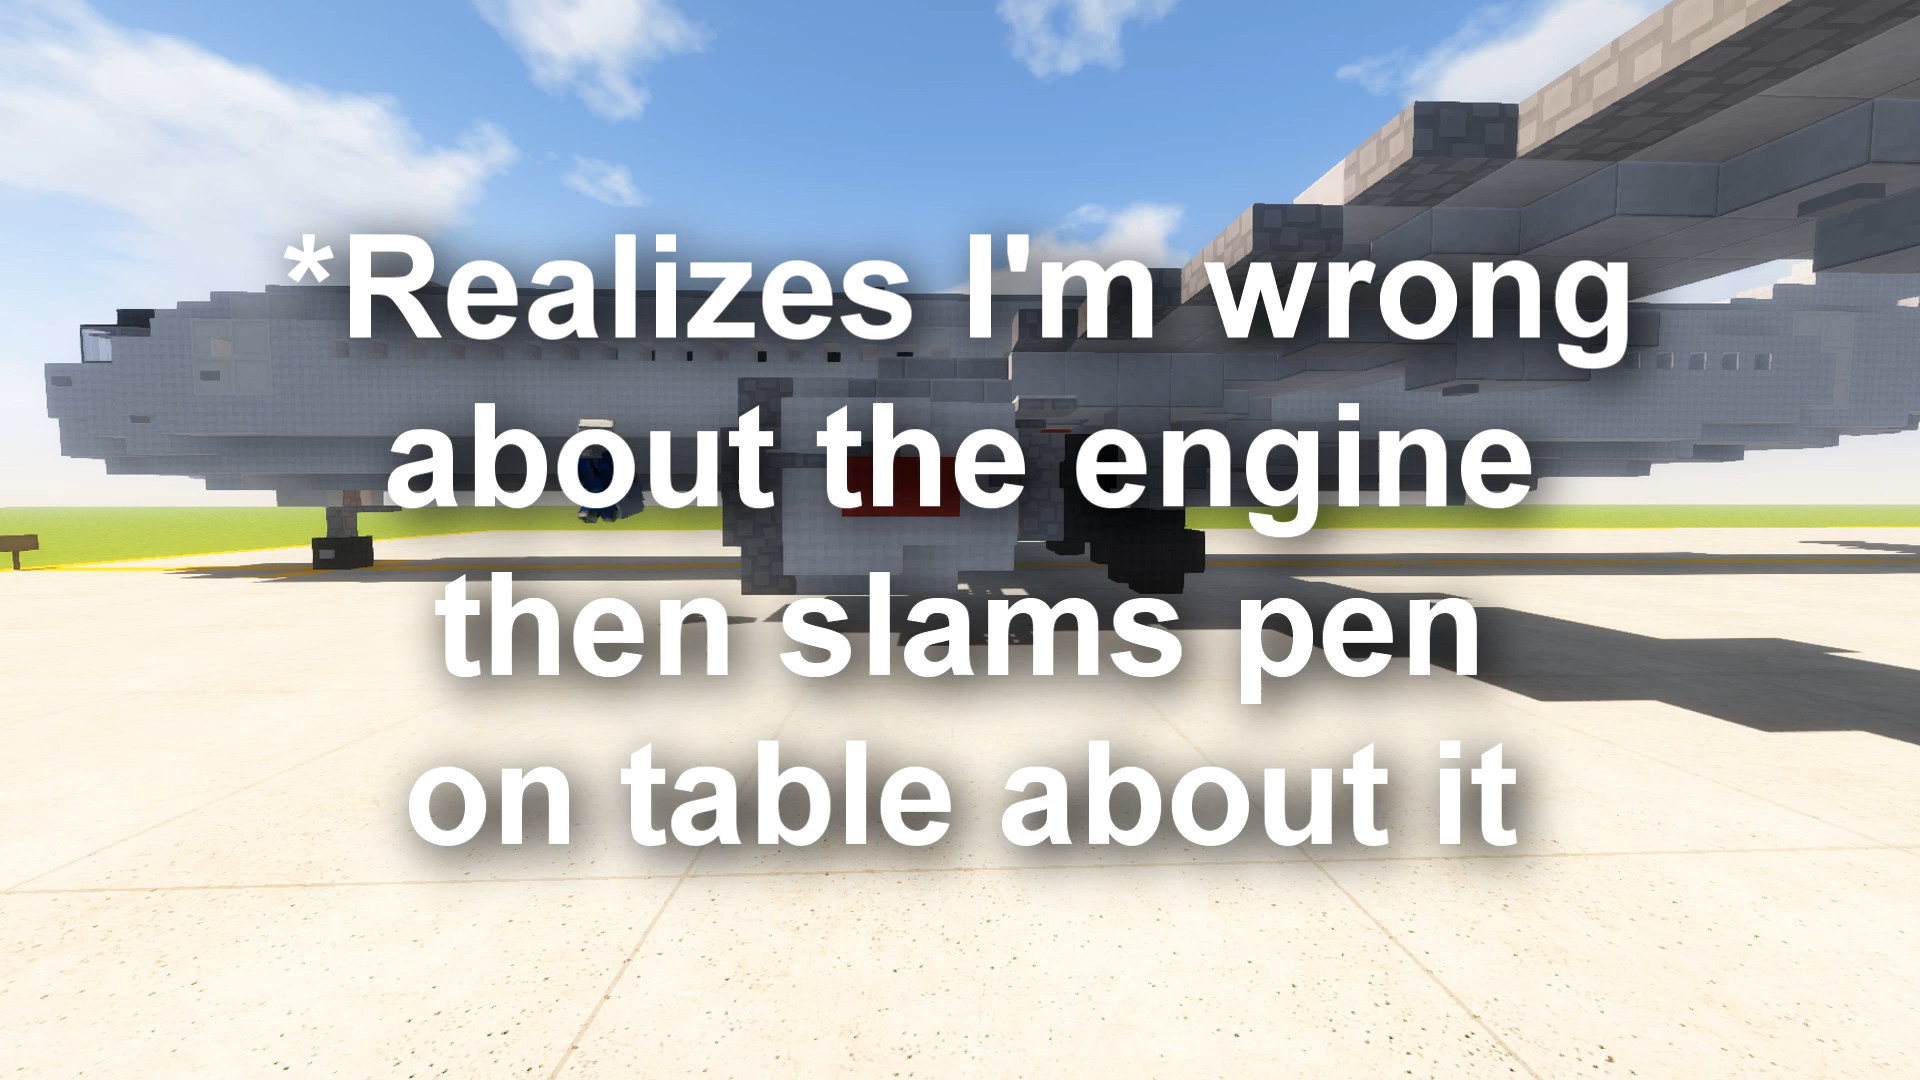 *Realizes I'm wrong
about the engine
then slams pen
on table about it